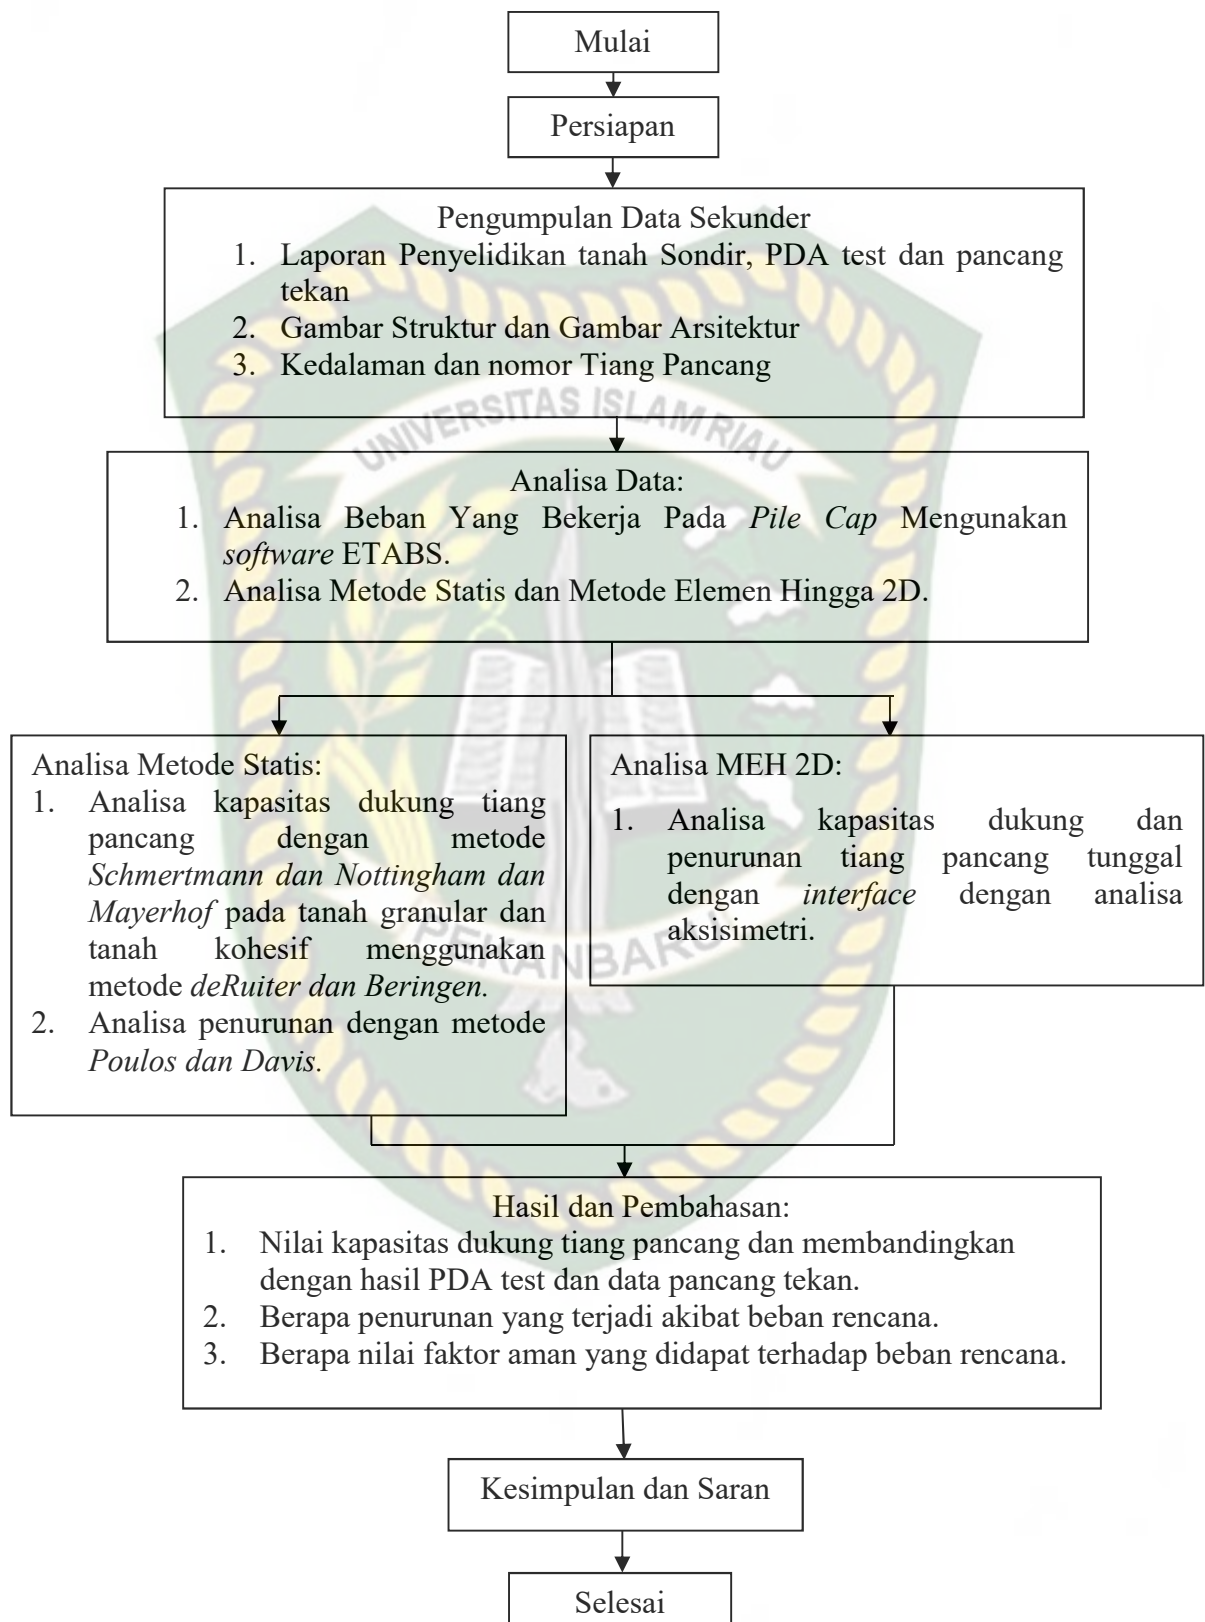 Mulai
Persiapan
Pengumpulan Data Sekunder
1. Laporan Penyelidikan tanah Sondir, PDA test dan pancang
tekan
2. Gambar Struktur dan Gambar Arsitektur
3. Kedalaman dan nomor Tiang Pancang
UNIVERSITAS ISLAM RIAU
Analisa Data:
1. Analisa Beban Yang Bekerja Pada Pile Cap Mengunakan
software ETABS.
2. Analisa Metode Statis dan Metode Elemen Hingga 2D.
Analisa Metode Statis:
1. Analisa kapasitas dukung tiang
pancang dengan metode
Schmertmann dan Nottingham dan
Mayerhof pada tanah granular dan
tanah kohesif menggunakan
metode deRuiter dan Beringen.
2. Analisa penurunan dengan metode
Poulos dan Davis.
Analisa MEH 2D:
1. Analisa kapasitas dukung dan
penurunan tiang pancang tunggal
dengan interface dengan analisa
aksisimetri.
PEKANBARU
Hasil dan Pembahasan:
1. Nilai kapasitas dukung tiang pancang dan membandingkan
dengan hasil PDA test dan data pancang tekan.
2. Berapa penurunan yang terjadi akibat beban rencana.
3. Berapa nilai faktor aman yang didapat terhadap beban rencana.
Kesimpulan dan Saran
Selesai